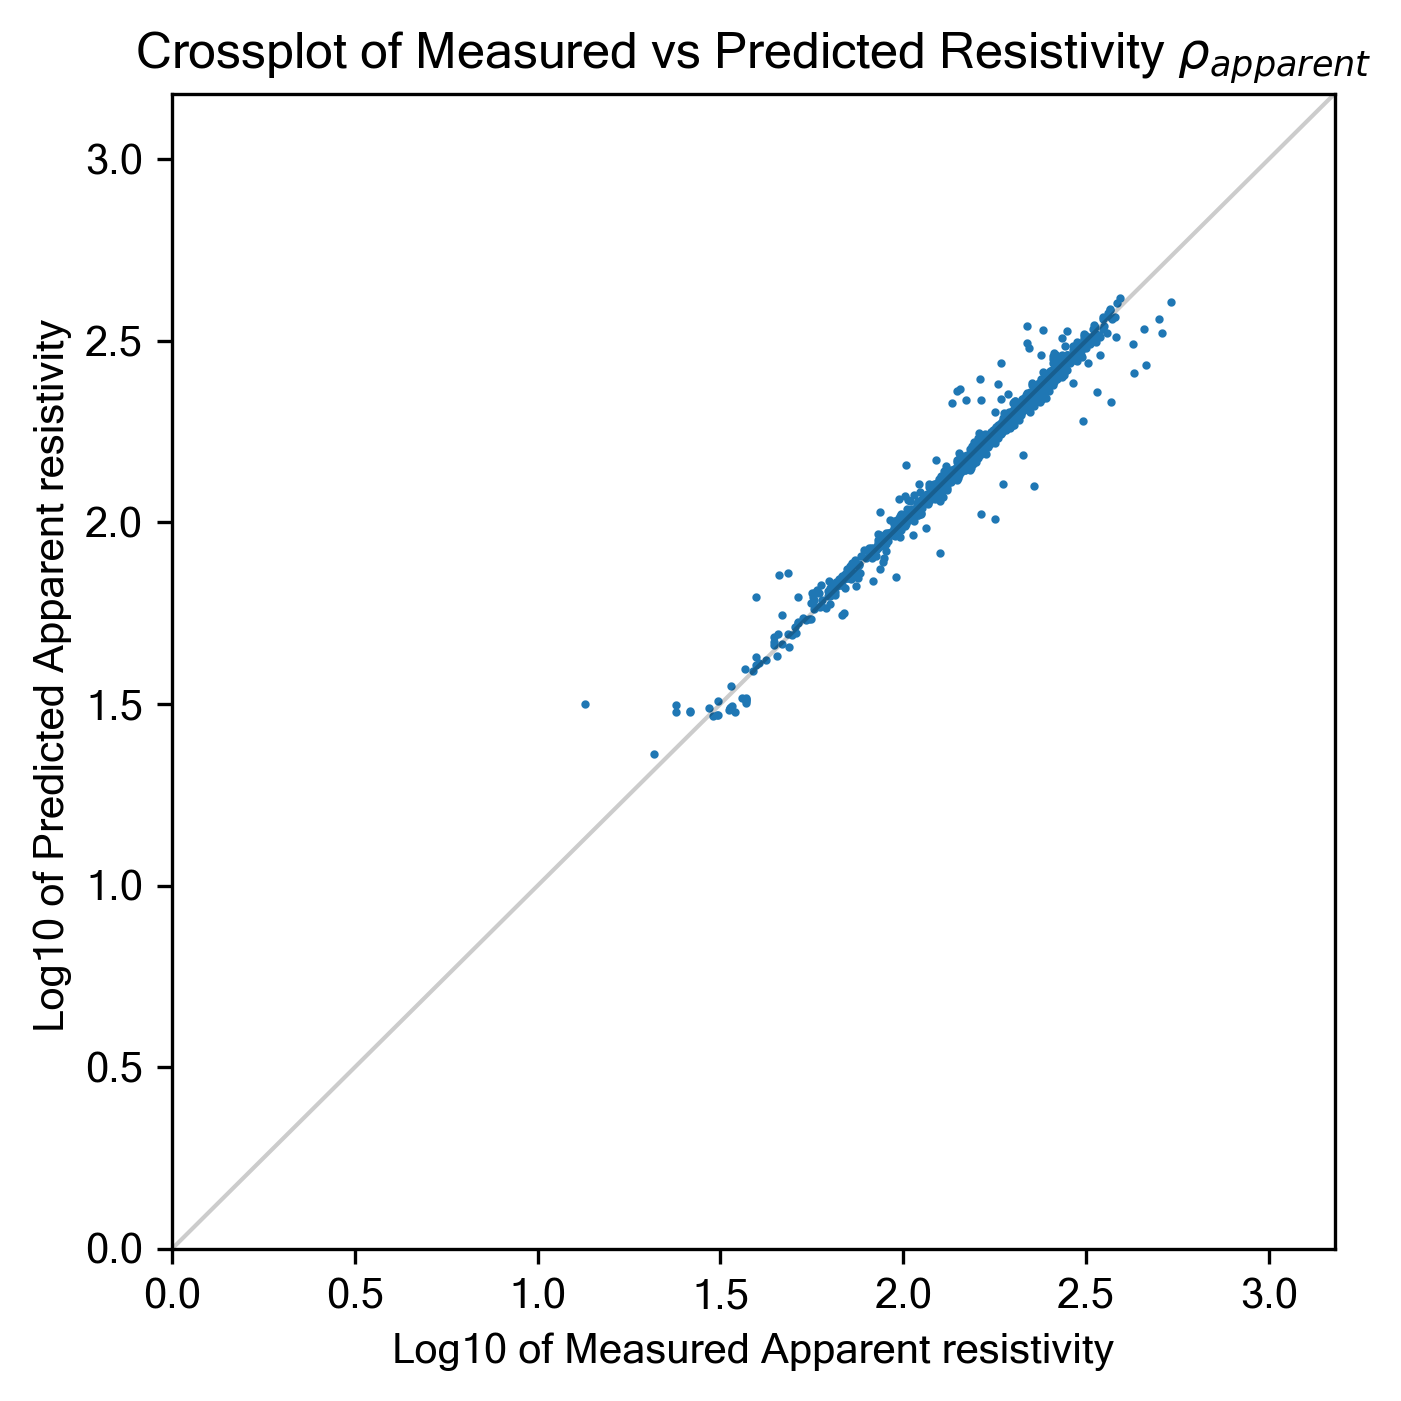 Crossplot of Measured vs Predicted Resistivity ρapparent
3.0
2.5
2.0
1.5
1.0
0.5
0.0
Log10 of Predicted Apparent resistivity
0.0 0.5 1.0 1.5 2.0 2.5 3.0
Log10 of Measured Apparent resistivity